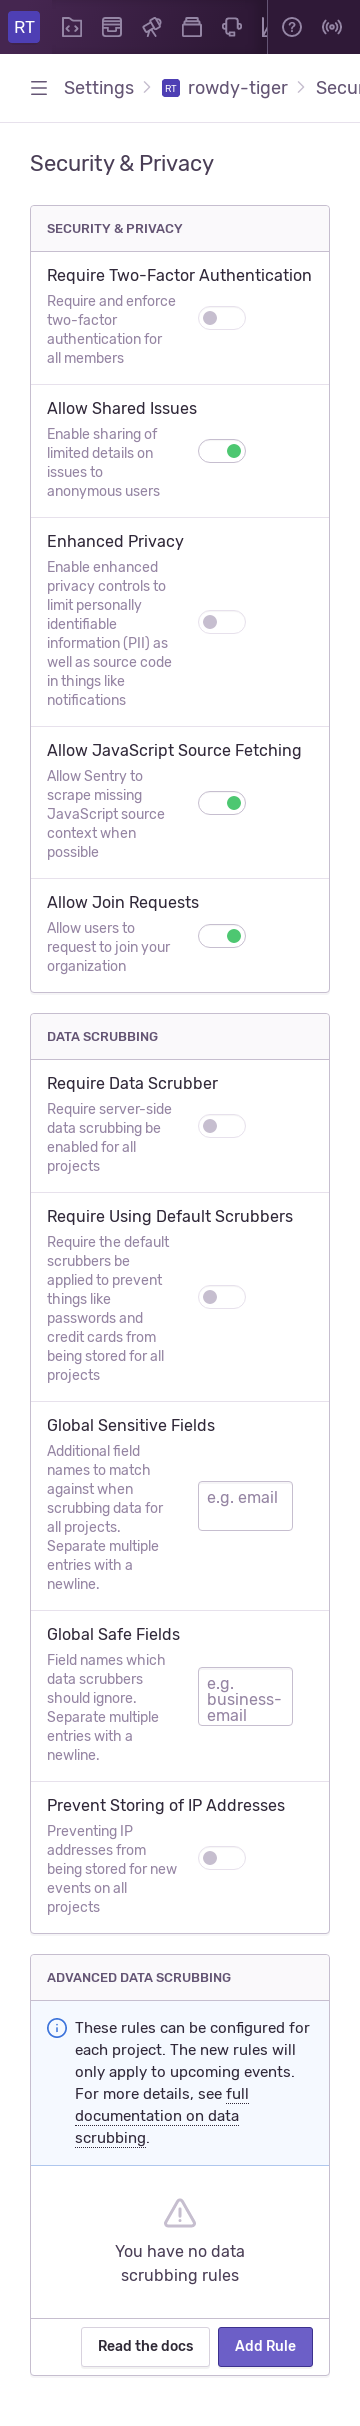 RT
Settings
RT
rowdy-tiger
Secur
Security & Privacy
SECURITY & PRIVACY
Require Two-Factor Authentication
Require and enforce
two-factor
authentication for
all members
Allow Shared Issues
Enable sharing of
limited details on
issues to
anonymous users
Enhanced Privacy
Enable enhanced
privacy controls to
limit personally
identifiable
information (PII) as
well as source code
in things like
notifications
Allow JavaScript Source Fetching
Allow Sentry to
scrape missing
JavaScript source
context when
possible
Allow Join Requests
Allow users to
request to join your
organization
DATA SCRUBBING
Require Data Scrubber
Require server-side
data scrubbing be
enabled for all
projects
Require Using Default Scrubbers
Require the default
scrubbers be
applied to prevent
things like
passwords and
credit cards from
being stored for all
projects
Global Sensitive Fields
Additional field
names to match
against when
scrubbing data for
all projects.
Separate multiple
entries with a
newline.
e.g. email
Global Safe Fields
Field names which
data scrubbers
should ignore.
Separate multiple
entries with a
newline.
e.g.
business-
email
Prevent Storing of IP Addresses
Preventing IP
addresses from
being stored for new
events on all
projects
ADVANCED DATA SCRUBBING
These rules can be configured for
each project. The new rules will
only apply to upcoming events.
For more details, see full
documentation on data
scrubbing.
You have no data
scrubbing rules
Read the docs
Add Rule